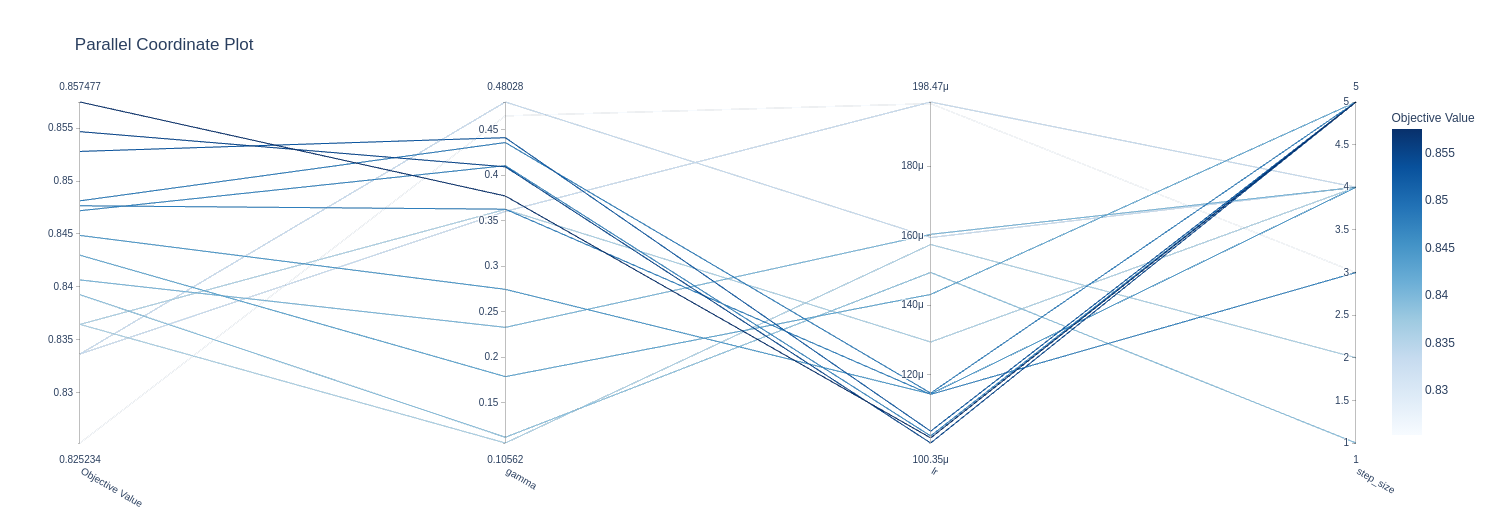 Parallel Coordinate Plot
0.857477
0.855
0.85
0.845
0.84
0.835
0.83
0.825234
Objective Value
0.48028
0.45
0.4
0.35
0.3
0.25
0.2
0.15
0.10562
gamma
198.47μ
180μ
160μ
140μ
120μ
100.35μ
lr
5
5
4.5
4
3.5
3
2.5
2
1.5
1
1
step_size
Objective Value
0.855
0.85
0.845
0.84
0.835
0.83